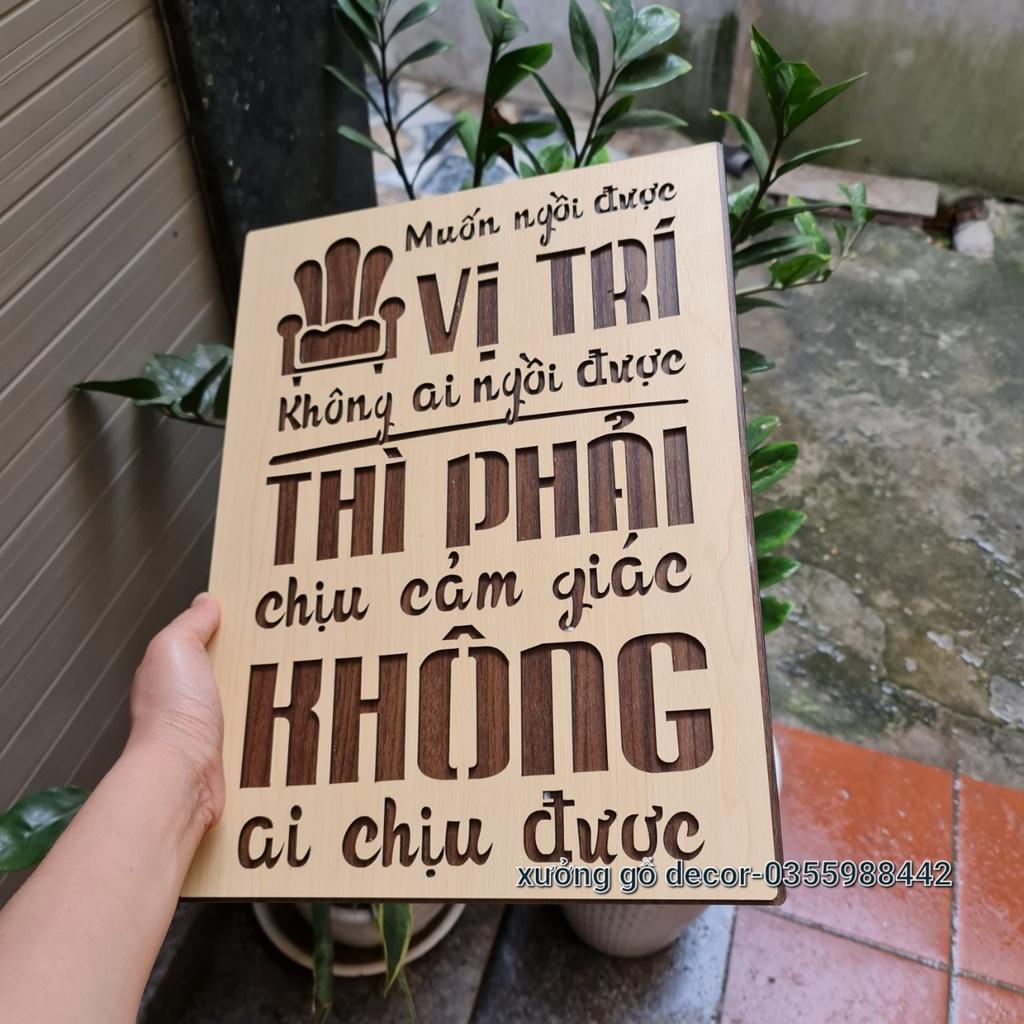 Muốn ngồi được
VỊ TRÍ
Không ai ngồi được
THÌ PHẢI
chịu cảm giác
KHÔNG
ai chịu được
xưởng gỗ decor-0355988442